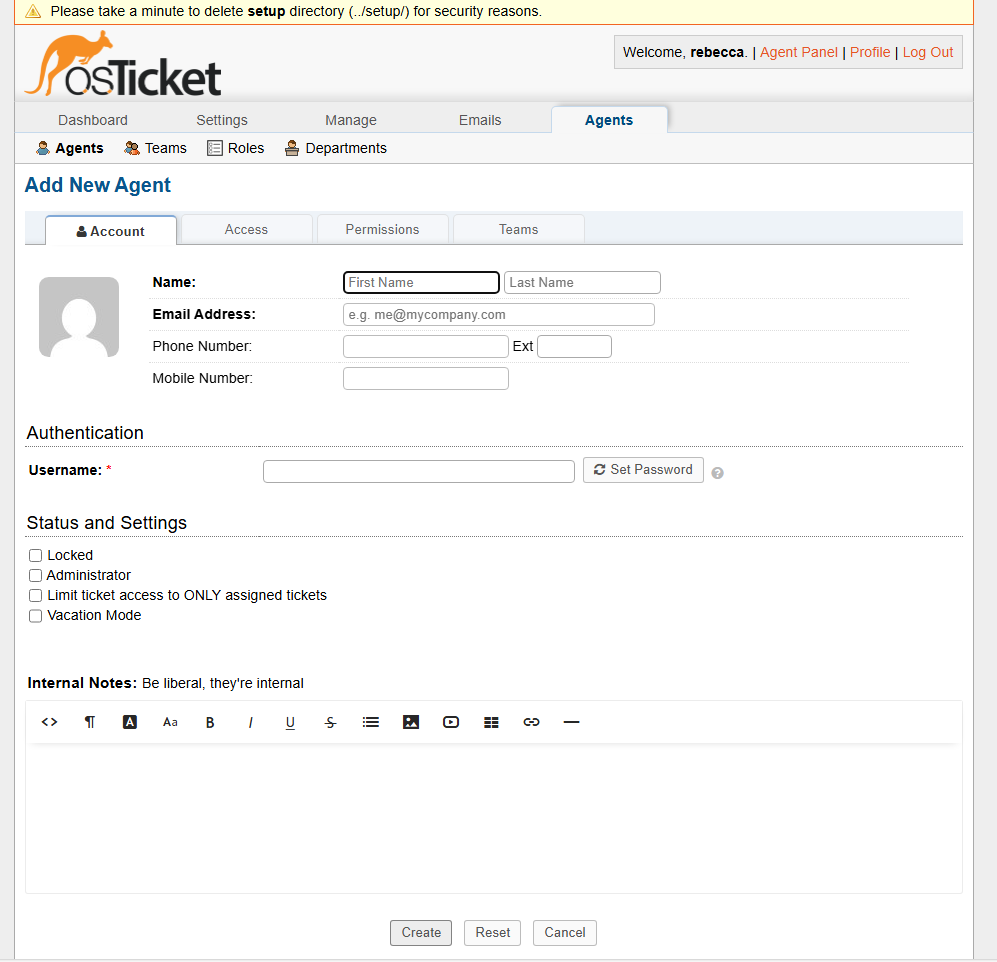 Please take a minute to delete setup directory (../setup/) for security reasons.
osTicket
Welcome, rebecca. | Agent Panel | Profile | Log Out
Dashboard Settings Manage Emails Agents
Agents Teams Roles Departments
Add New Agent
Account Access Permissions Teams
Name: First Name Last Name
Email Address: e.g. me@mycompany.com
Phone Number: Ext
Mobile Number:
Authentication
Username: * Set Password ?
Status and Settings
Locked
Administrator
Limit ticket access to ONLY assigned tickets
Vacation Mode
Internal Notes: Be liberal, they're internal
<> ¶ A Aa B I U S
Create Reset Cancel